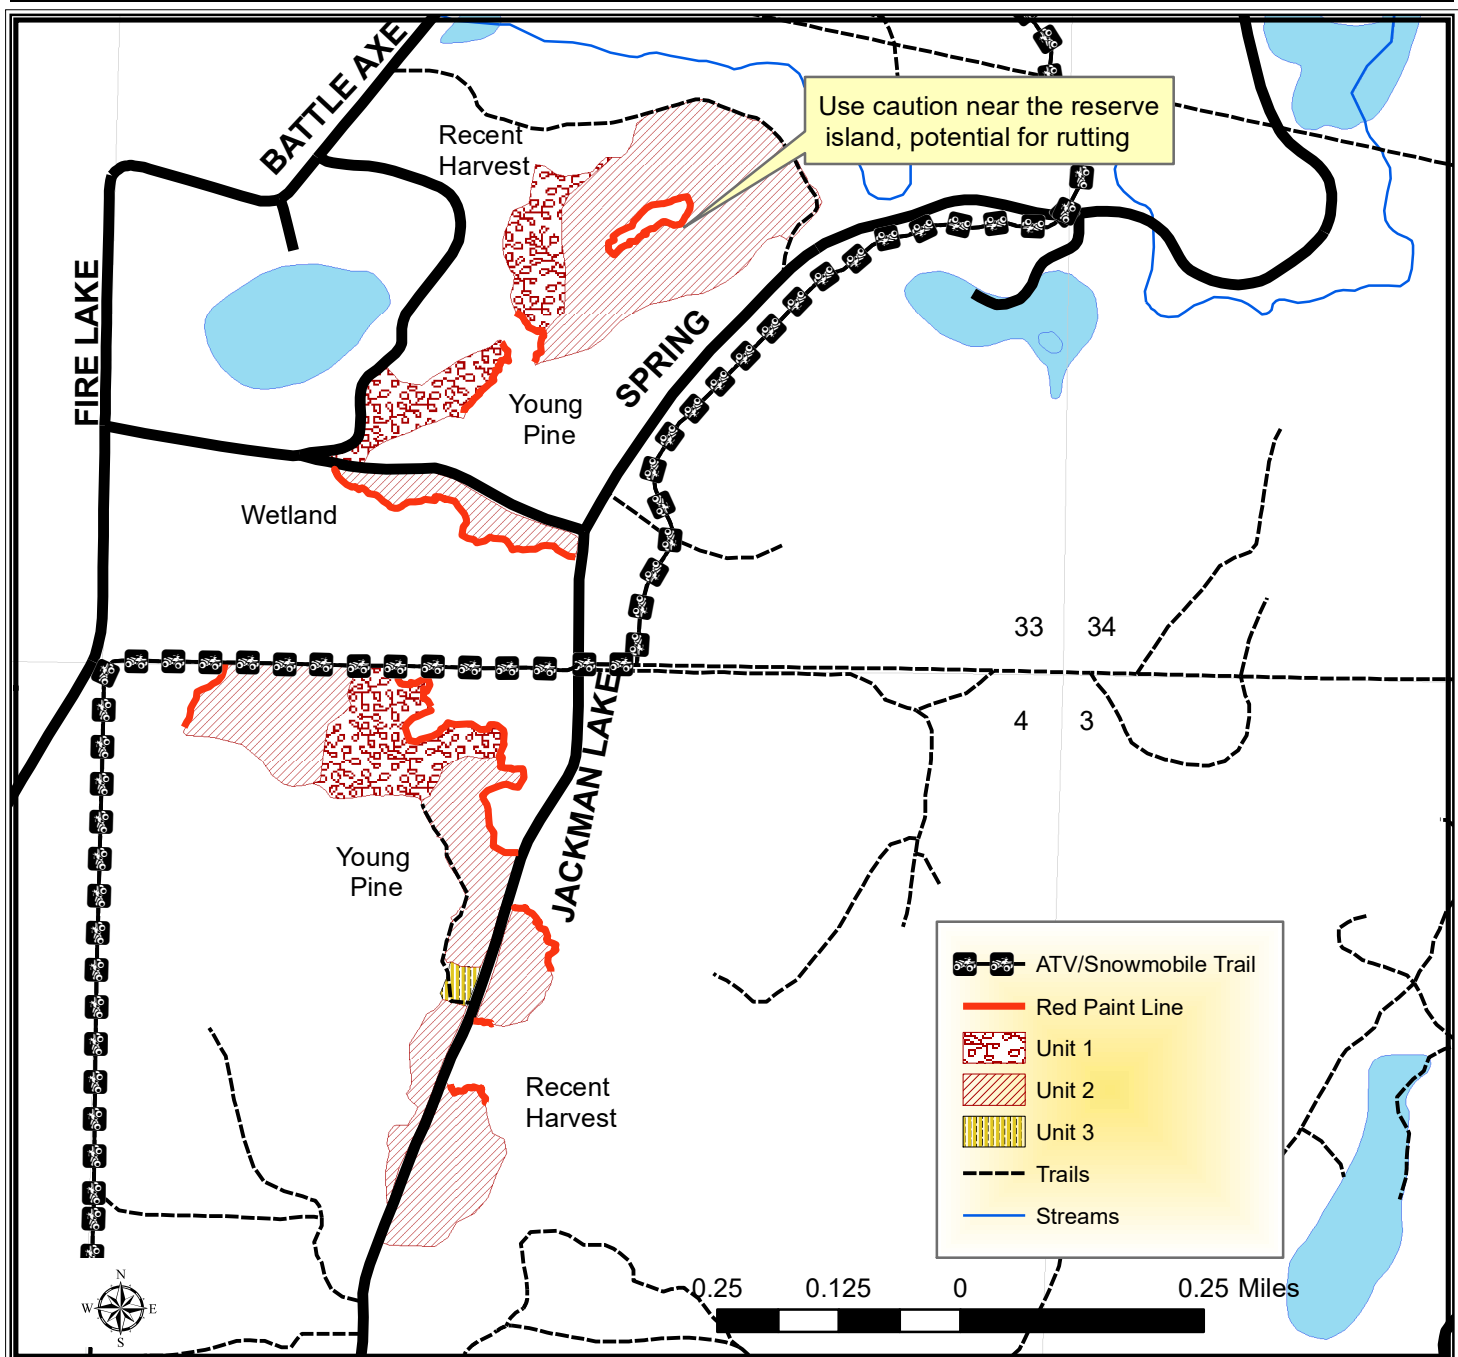 BATTLE AXE
Use caution near the reserve
island, potential for rutting
Recent
Harvest
FIRE LAKE
SPRING
Young
Pine
Wetland
33 34
4 3
JACKMAN LAKE
Young
Pine
Recent
Harvest
ATV/Snowmobile Trail
Red Paint Line
Unit 1
Unit 2
Unit 3
Trails
Streams
N
W E
S
0.25 0.125 0 0.25 Miles